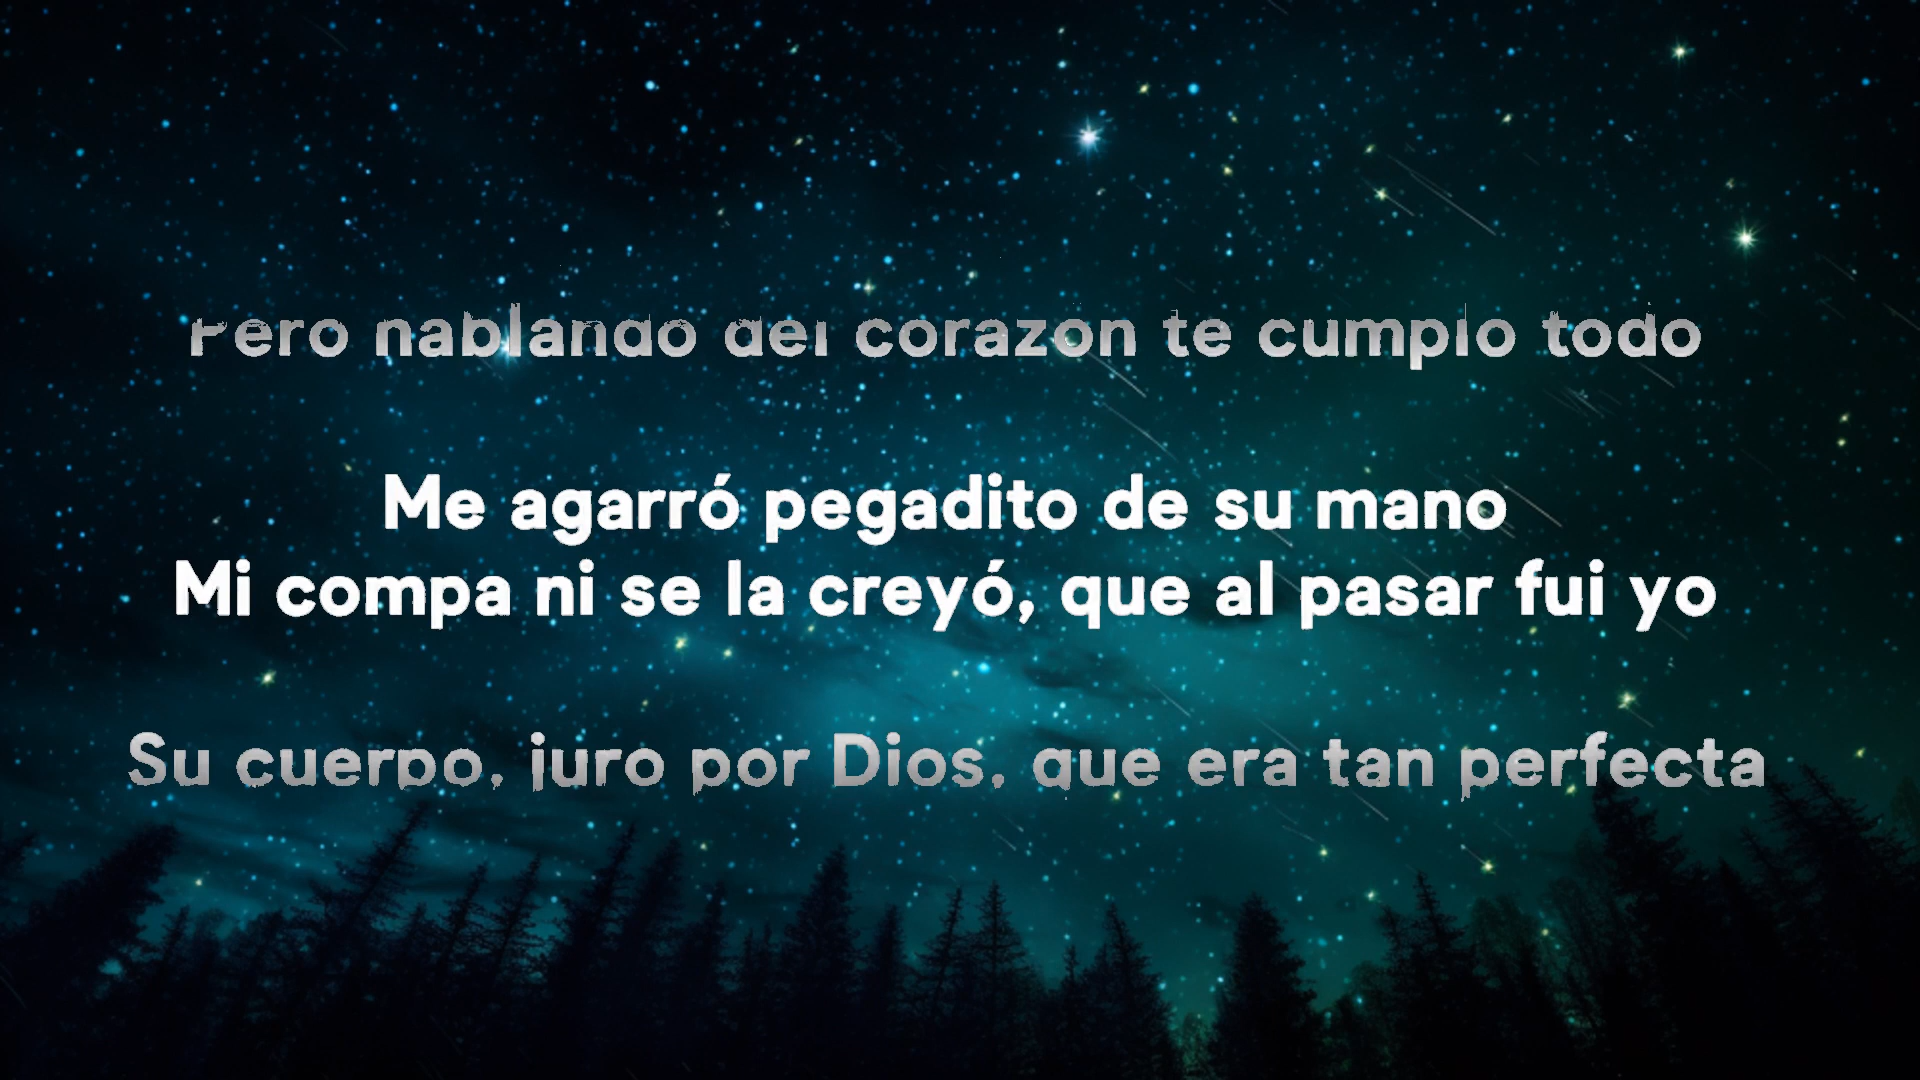 Pero hablando del corazón te cumplo todo
Me agarró pegadito de su mano
Mi compa ni se la creyó, que al pasar fui yo
Su cuerpo, juro por Dios, que era tan perfecta